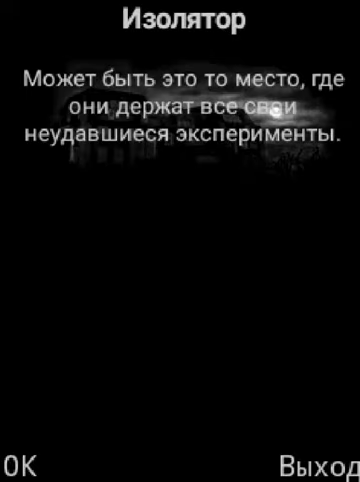 Изолятор
Может быть это то место, где
они держат все свои
неудавшиеся эксперименты.
OK
Выход